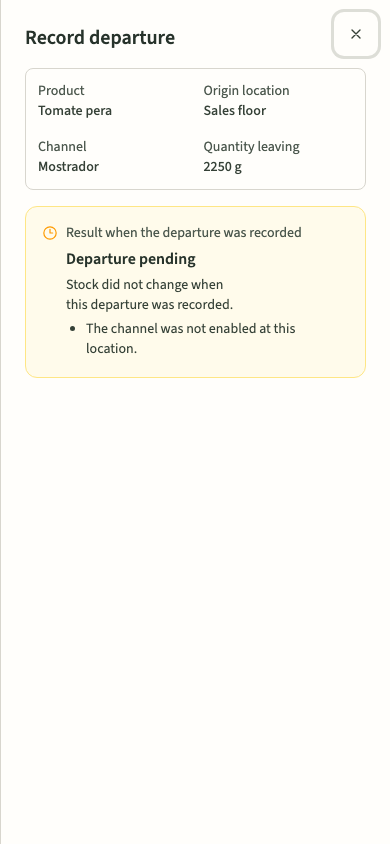 Record departure
Product
Tomate pera
Origin location
Sales floor
Channel
Mostrador
Quantity leaving
2250 g
Result when the departure was recorded
Departure pending
Stock did not change when
this departure was recorded.
• The channel was not enabled at this
location.